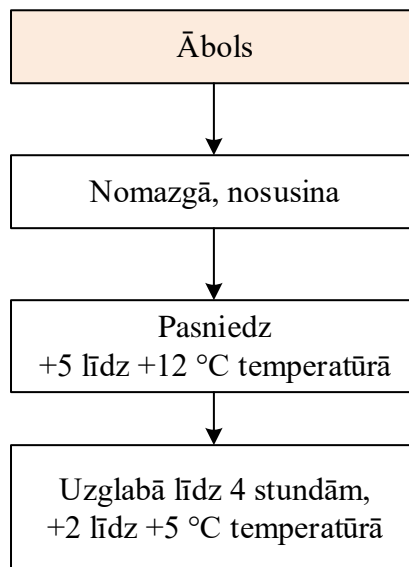 Ābols
Nomazgā, nosusina
Pasniedz
+5 līdz +12 °C temperatūrā
Uzglabā līdz 4 stundām,
+2 līdz +5 °C temperatūrā